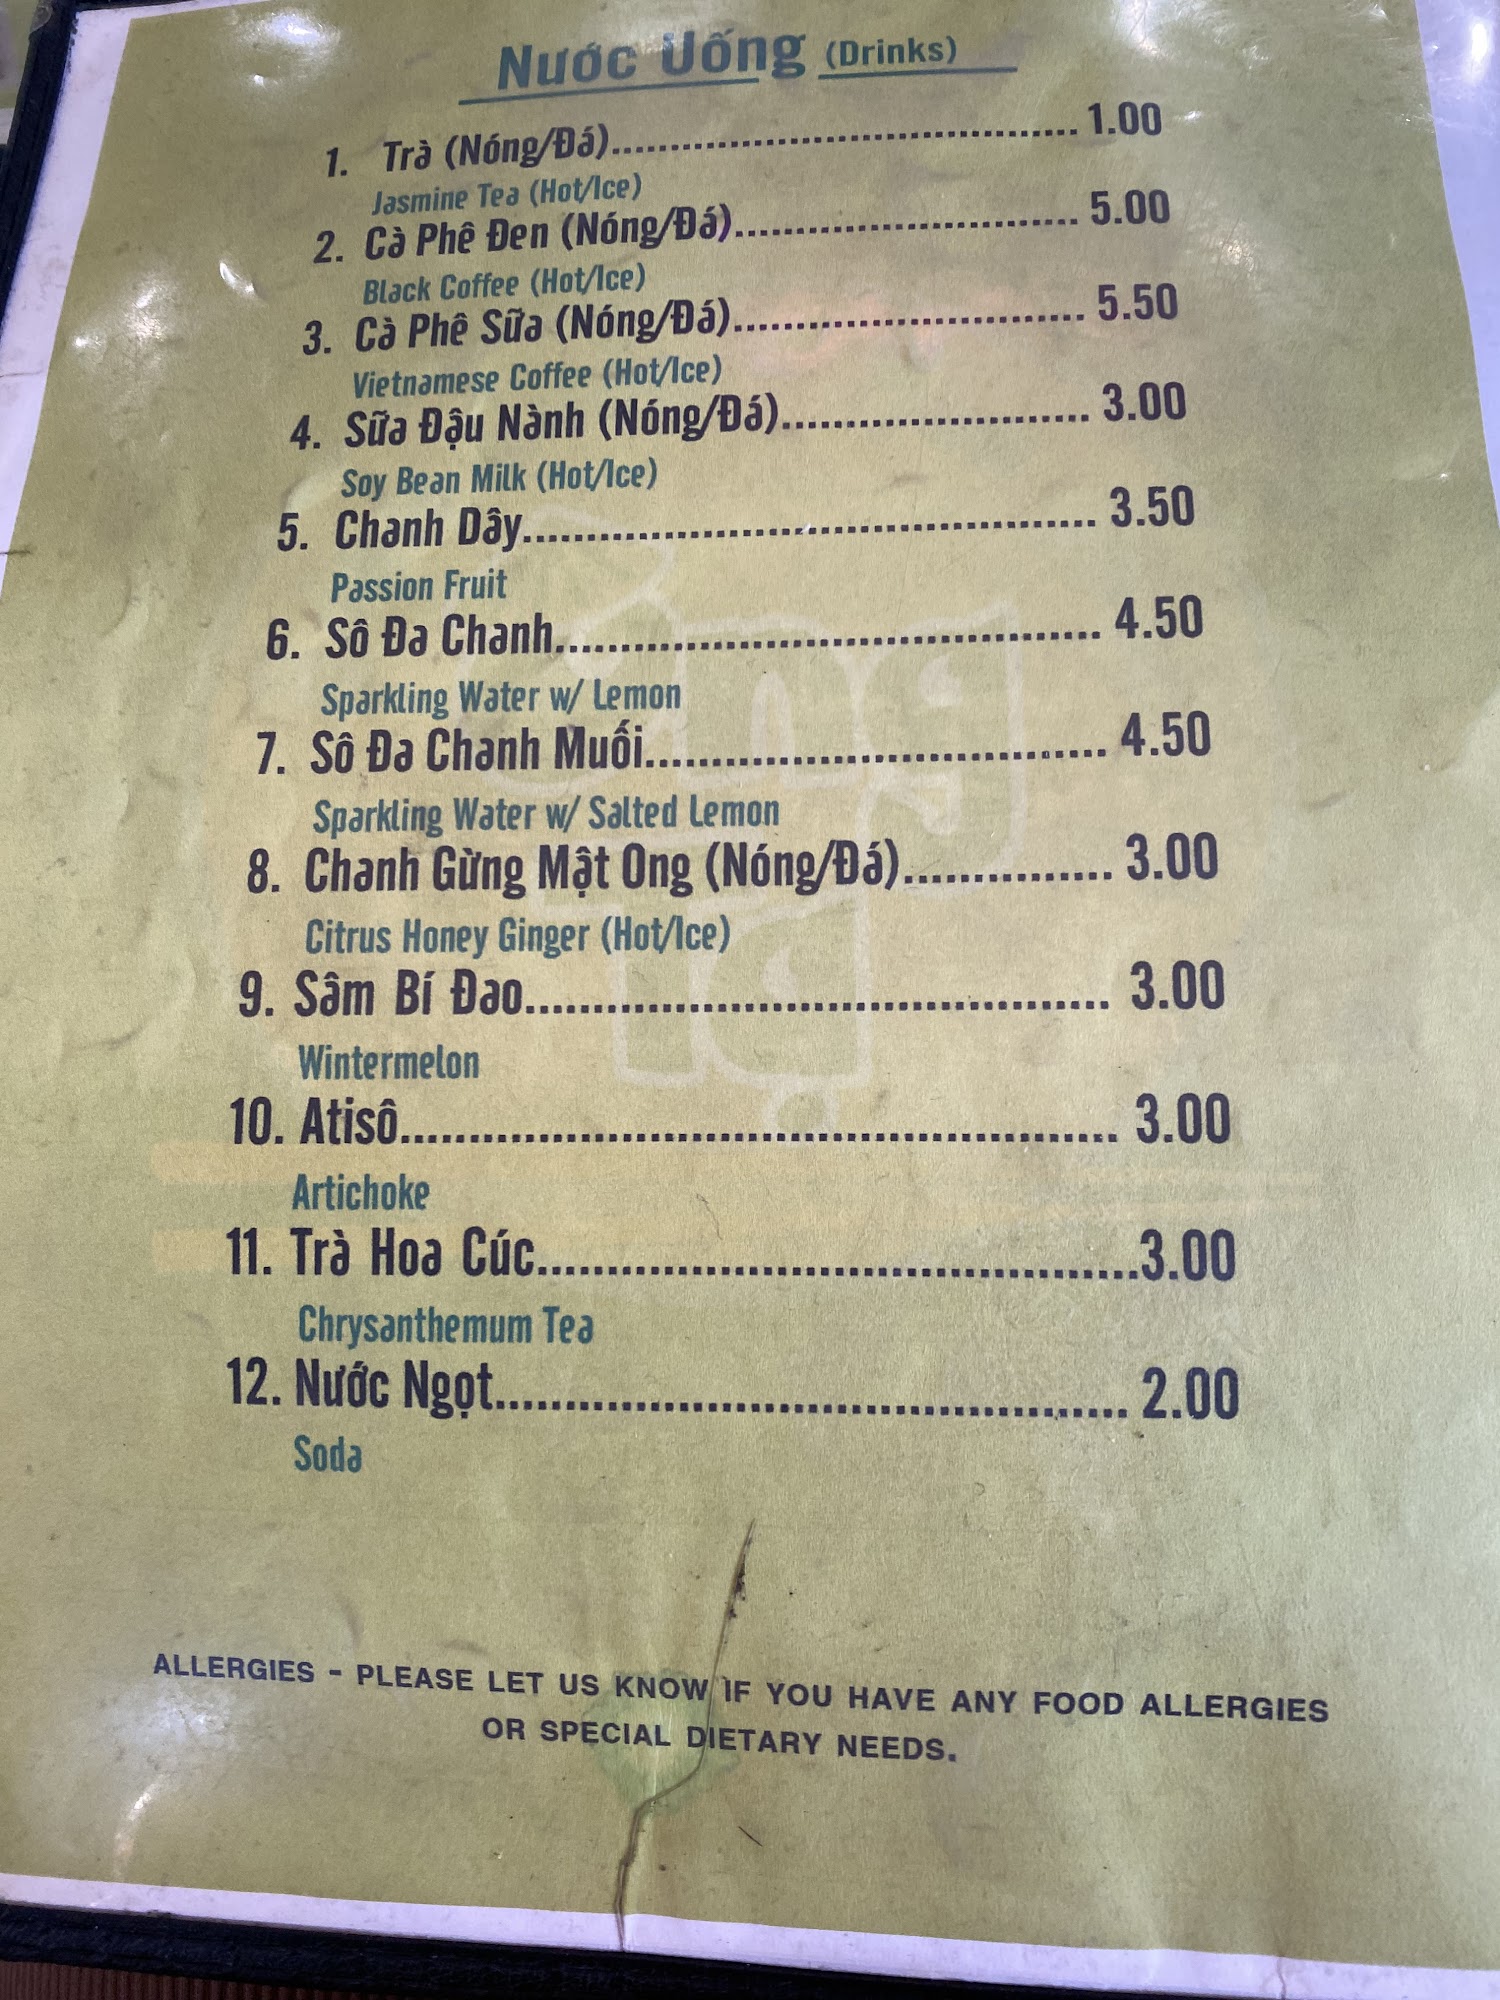 Nước Uống (Drinks)
1. Trà (Nóng/Đá)........................................ 1.00
Jasmine Tea (Hot/Ice)
2. Cà Phê Đen (Nóng/Đá)............................. 5.00
Black Coffee (Hot/Ice)
3. Cà Phê Sữa (Nóng/Đá)............................. 5.50
Vietnamese Coffee (Hot/Ice)
4. Sữa Đậu Nành (Nóng/Đá)......................... 3.00
Soy Bean Milk (Hot/Ice)
5. Chanh Dây.............................................. 3.50
Passion Fruit
6. Sô Đa Chanh.......................................... 4.50
Sparkling Water w/ Lemon
7. Sô Đa Chanh Muối................................... 4.50
Sparkling Water w/ Salted Lemon
8. Chanh Gừng Mật Ong (Nóng/Đá)................ 3.00
Citrus Honey Ginger (Hot/Ice)
9. Sâm Bí Đao............................................ 3.00
Wintermelon
10. Atisô..................................................... 3.00
Artichoke
11. Trà Hoa Cúc............................................3.00
Chrysanthemum Tea
12. Nước Ngọt.............................................. 2.00
Soda
ALLERGIES - PLEASE LET US KNOW IF YOU HAVE ANY FOOD ALLERGIES
OR SPECIAL DIETARY NEEDS.